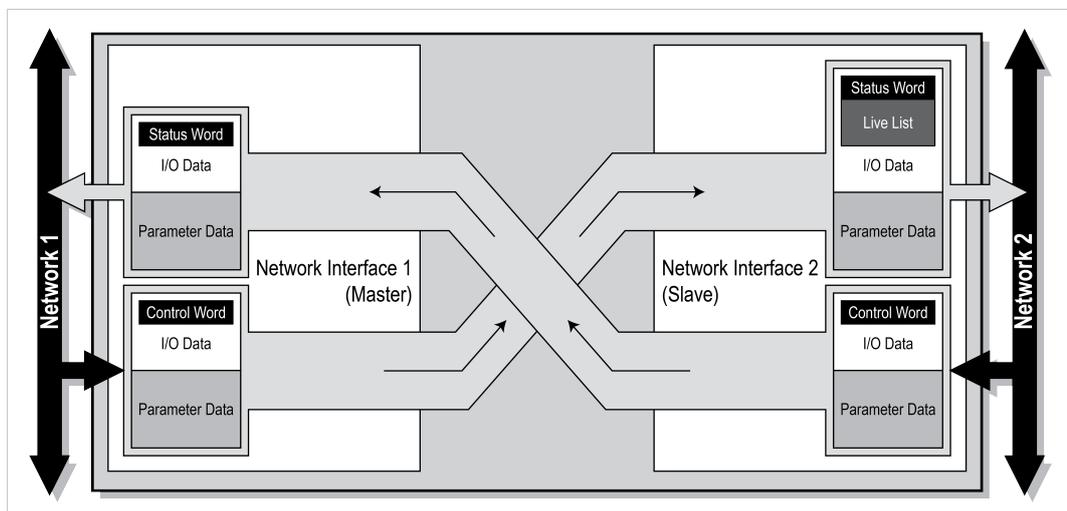 Network 1
Status Word
I/O Data
Parameter Data
Control Word
I/O Data
Parameter Data
Network Interface 1
(Master)
Network Interface 2
(Slave)
Status Word
Live List
I/O Data
Parameter Data
Control Word
I/O Data
Parameter Data
Network 2